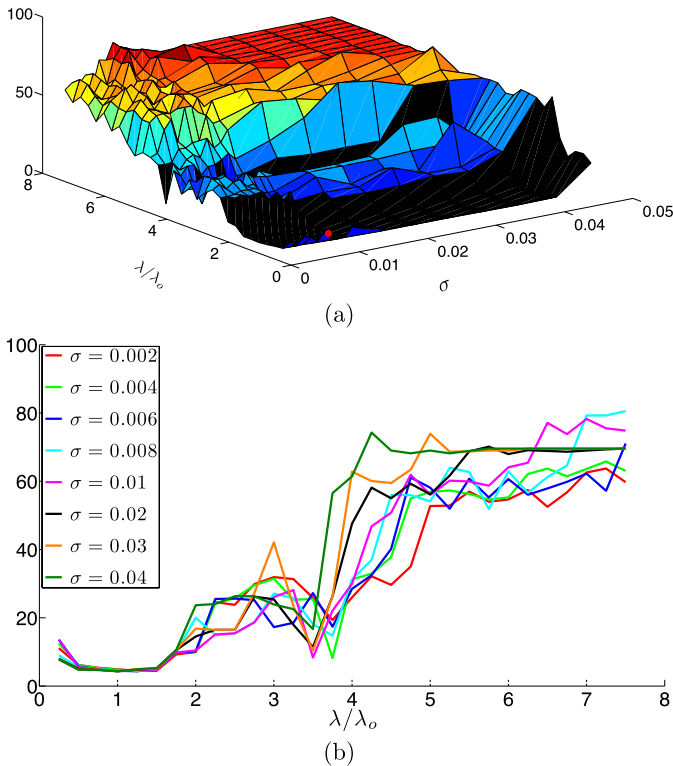 100
50
0
8
6
4
2
0
λ/λₒ
0
0.01
0.02
0.03
0.04
0.05
σ
(a)
100
80
60
40
20
0
σ = 0.002
σ = 0.004
σ = 0.006
σ = 0.008
σ = 0.01
σ = 0.02
σ = 0.03
σ = 0.04
0 1 2 3 4 5 6 7 8
λ/λₒ
(b)